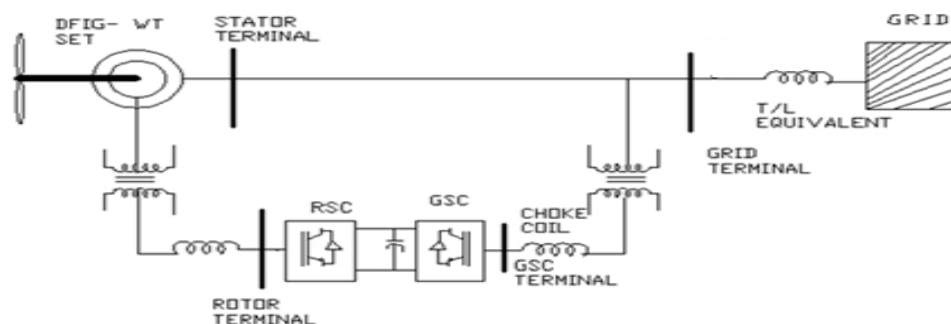 DFIG- WT
SET
STATOR
TERMINAL
GRID
T/L
EQUIVALENT
GRID
TERMINAL
RSC
GSC
CHOKE
COIL
GSC
TERMINAL
ROTOR
TERMINAL